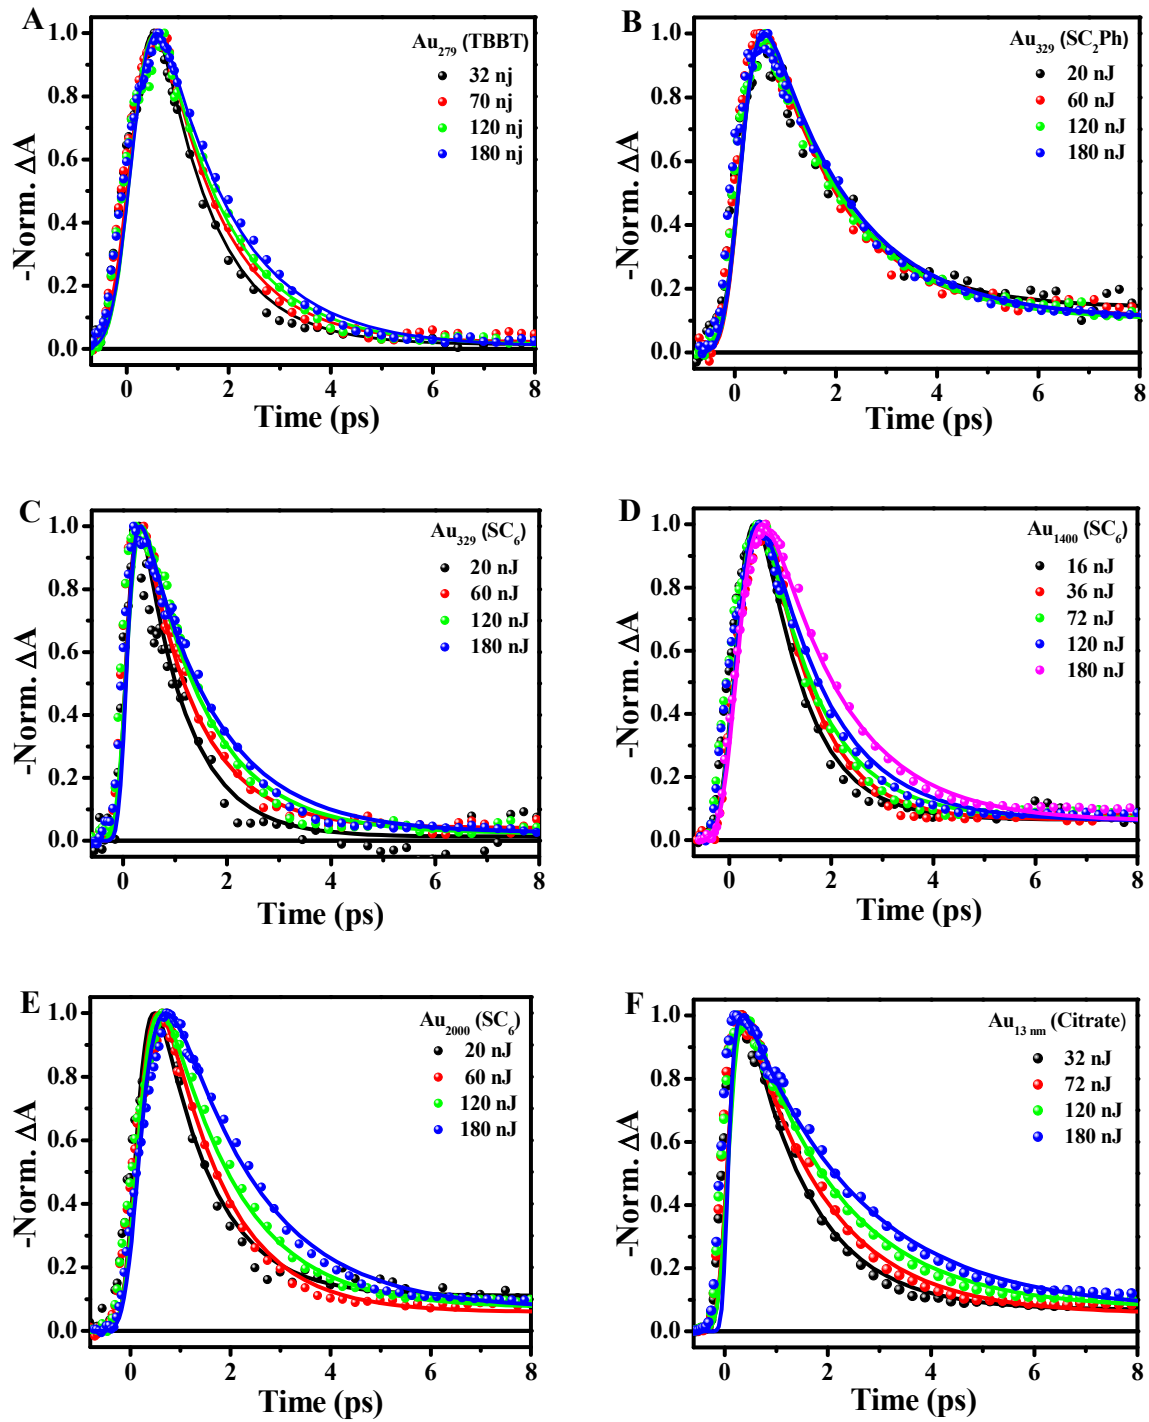 A
Au279 (TBBT)
32 nj
70 nj
120 nj
180 nj
1.0
0.8
0.6
0.4
0.2
0.0
-Norm. ΔA
0 2 4 6 8
Time (ps)
B
Au329 (SC2Ph)
20 nJ
60 nJ
120 nJ
180 nJ
1.0
0.8
0.6
0.4
0.2
0.0
-Norm. ΔA
0 2 4 6 8
Time (ps)
C
Au329 (SC6)
20 nJ
60 nJ
120 nJ
180 nJ
1.0
0.8
0.6
0.4
0.2
0.0
-Norm. ΔA
0 2 4 6 8
Time (ps)
D
Au1400 (SC6)
16 nJ
36 nJ
72 nJ
120 nJ
180 nJ
1.0
0.8
0.6
0.4
0.2
0.0
-Norm. ΔA
0 2 4 6 8
Time (ps)
E
Au2000 (SC6)
20 nJ
60 nJ
120 nJ
180 nJ
1.0
0.8
0.6
0.4
0.2
0.0
-Norm. ΔA
0 2 4 6 8
Time (ps)
F
Au13 nm (Citrate)
32 nJ
72 nJ
120 nJ
180 nJ
1.0
0.8
0.6
0.4
0.2
0.0
-Norm. ΔA
0 2 4 6 8
Time (ps)